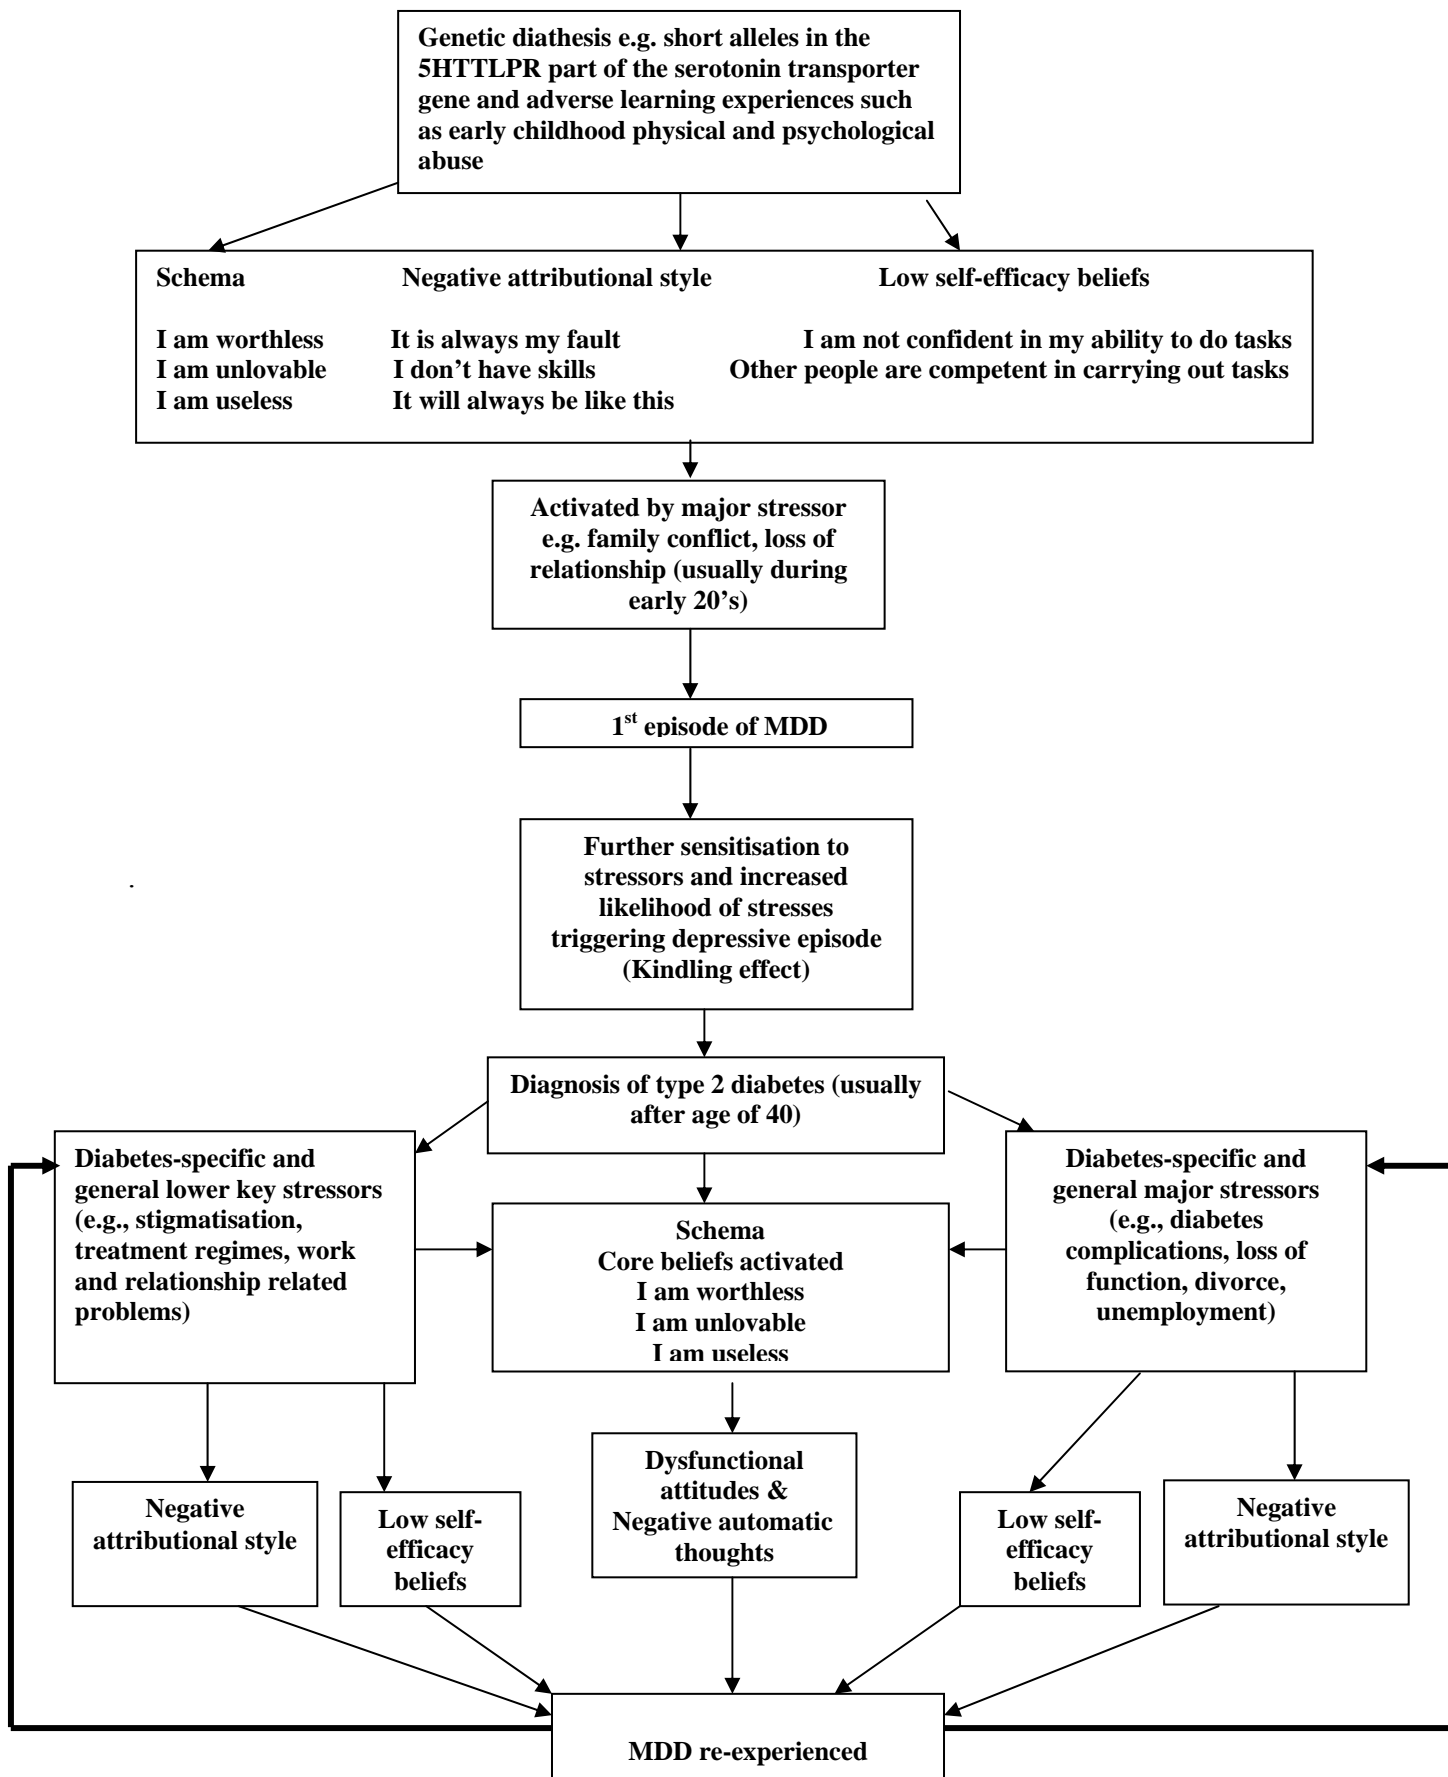 Genetic diathesis e.g. short alleles in the
5HTTLPR part of the serotonin transporter
gene and adverse learning experiences such
as early childhood physical and psychological
abuse
Schema Negative attributional style Low self-efficacy beliefs
I am worthless It is always my fault I am not confident in my ability to do tasks
I am unlovable I don't have skills Other people are competent in carrying out tasks
I am useless It will always be like this
Activated by major stressor
e.g. family conflict, loss of
relationship (usually during
early 20's)
1st episode of MDD
Further sensitisation to
stressors and increased
likelihood of stresses
triggering depressive episode
(Kindling effect)
Diagnosis of type 2 diabetes (usually
after age of 40)
Diabetes-specific and
general lower key stressors
(e.g., stigmatisation,
treatment regimes, work
and relationship related
problems)
Schema
Core beliefs activated
I am worthless
I am unlovable
I am useless
Diabetes-specific and
general major stressors
(e.g., diabetes
complications, loss of
function, divorce,
unemployment)
Negative
attributional style
Low self-
efficacy
beliefs
Dysfunctional
attitudes &
Negative automatic
thoughts
Low self-
efficacy
beliefs
Negative
attributional style
MDD re-experienced